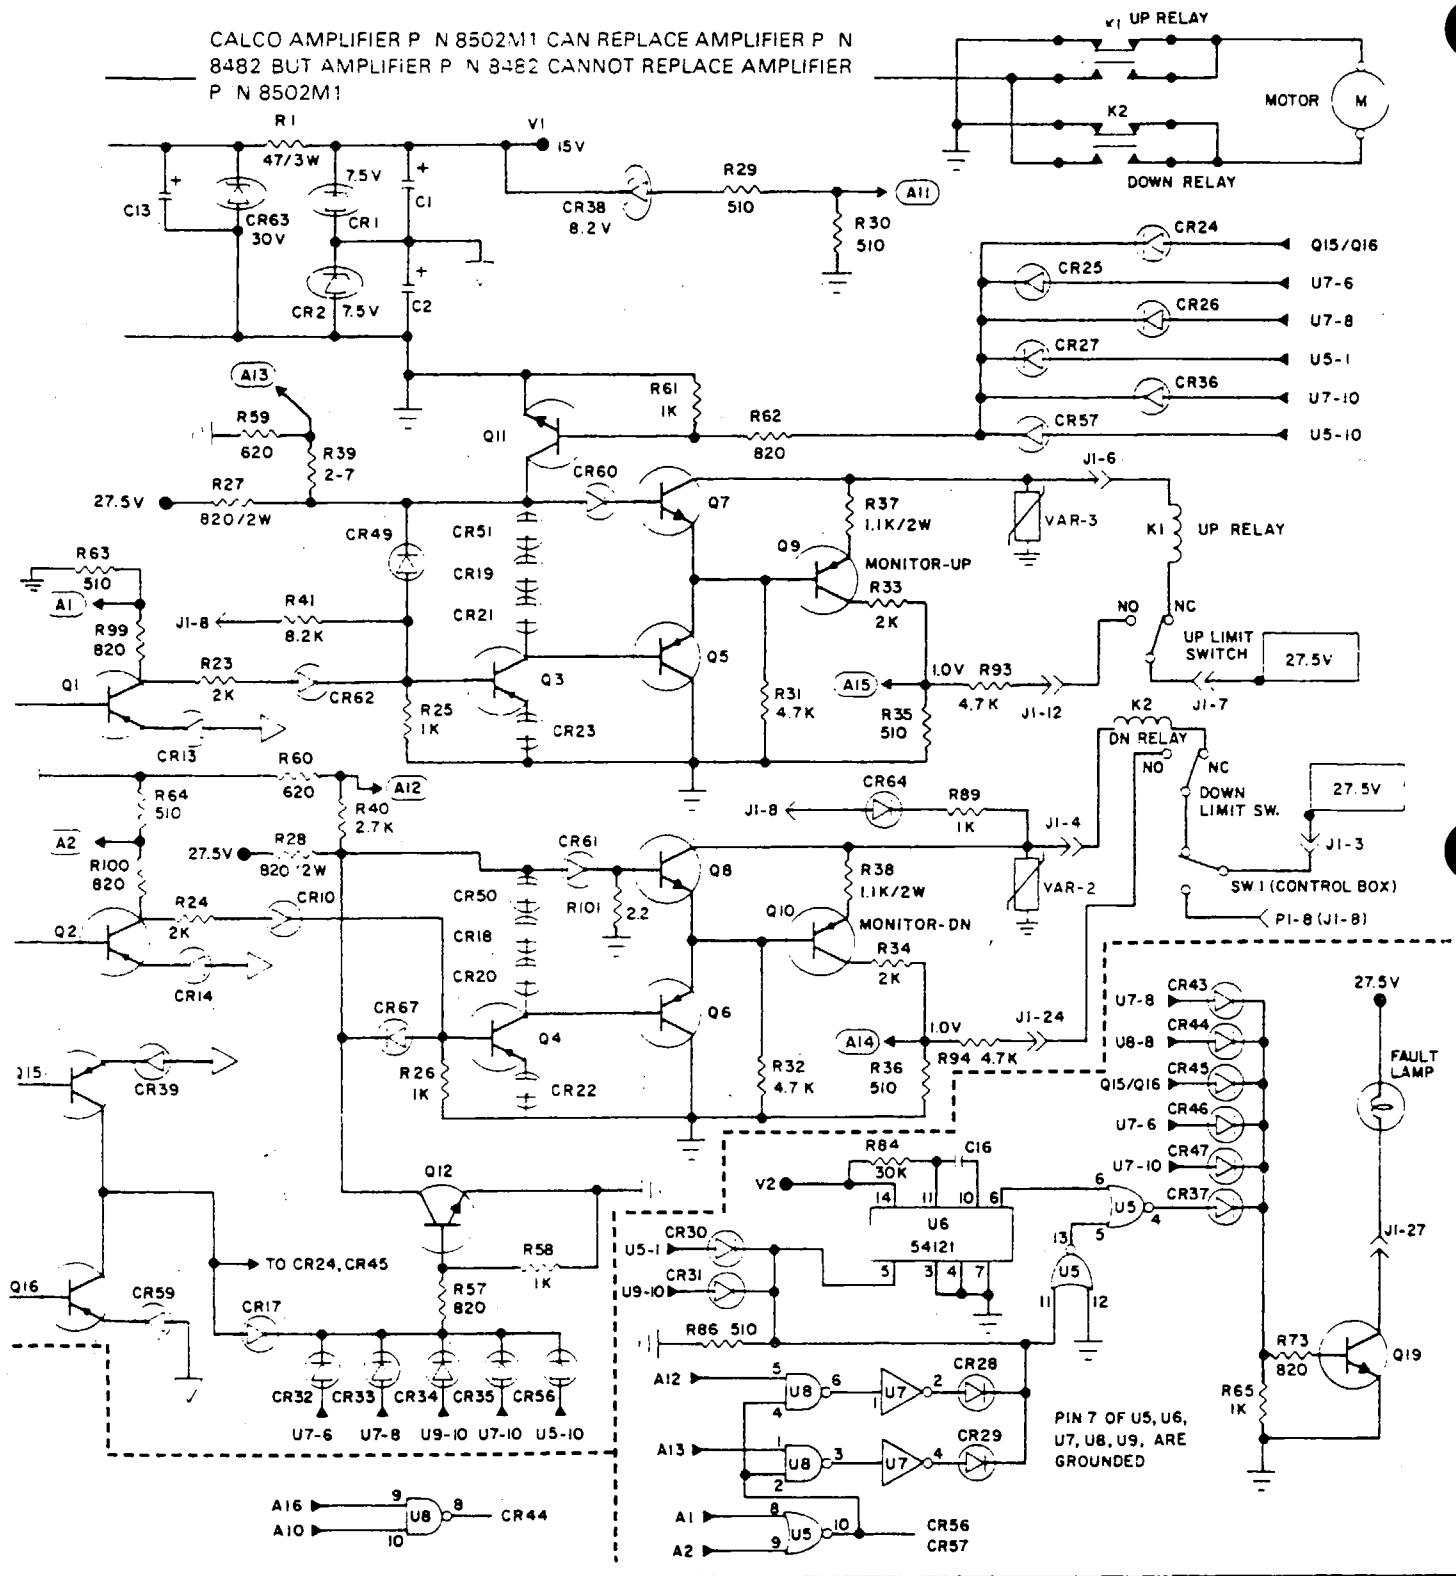 CALCO AMPLIFIER P N 8502M1 CAN REPLACE AMPLIFIER P N
8482 BUT AMPLIFIER P N 8482 CANNOT REPLACE AMPLIFIER
P N 8502M1
K1 UP RELAY
K2
DOWN RELAY
MOTOR
M
R1
47/3W
V1
15V
7.5V
C13
CR63
30V
CR1
C1
CR2
7.5V
C2
CR38
8.2V
R29
510
A11
R30
510
CR24
Q15/Q16
CR25
U7-6
CR26
U7-8
CR27
U5-1
CR36
U7-10
CR57
U5-10
A13
R59
620
R39
2-7
R27
27.5V
820/2W
Q11
R61
1K
R62
820
CR60
Q7
J1-6
R37
1.1K/2W
VAR-3
K1
UP RELAY
CR49
CR51
CR19
CR21
Q9
MONITOR-UP
R33
2K
R63
510
A1
R99
820
J1-8
R41
8.2K
Q1
R23
2K
CR62
Q3
Q5
R25
1K
CR23
CR13
R31
4.7K
A15
1.0V
R93
4.7K
J1-12
R35
510
NO
NC
UP LIMIT
SWITCH
27.5V
J1-7
K2
DN RELAY
NO
NC
DOWN
LIMIT SW.
27.5V
J1-3
SW.1 (CONTROL BOX)
P1-8 (J1-8)
R60
620
A12
R64
510
R40
2.7K
A2
R100
820
27.5V
R28
820 2W
CR61
Q8
J1-8
CR64
R89
1K
J1-4
VAR-2
R38
1.1K/2W
CR50
R101
2.2
Q10
MONITOR-DN
R24
2K
CR10
Q2
CR14
CR18
CR20
R34
2K
CR67
Q4
Q6
A14
1.0V
R94 4.7K
J1-24
R26
1K
CR22
R32
4.7K
R36
510
CR39
Q12
TO CR24, CR45
R58
1K
R57
820
Q16
CR59
CR17
CR32
CR33
CR34
CR35
CR56
U7-6
U7-8
U9-10
U7-10
U5-10
U7-8
CR43
U8-8
CR44
Q15/Q16
CR45
U7-6
CR46
U7-10
CR47
CR37
27.5V
FAULT
LAMP
J1-27
R84
30K
C16
V2
14
11
10
6
U6
54121
5
3
4
7
6
U5
4
5
13
U5
11
12
CR30
U5-1
CR31
U9-10
R86 510
A12
5
4
U8
6
1
U7
2
CR28
A13
1
2
U8
3
U7
4
CR29
A1
8
A2
9
U5
10
CR56
CR57
PIN 7 OF U5, U6,
U7, U8, U9, ARE
GROUNDED
R73
820
Q19
R65
1K
A16
9
A10
10
U8
8
CR44